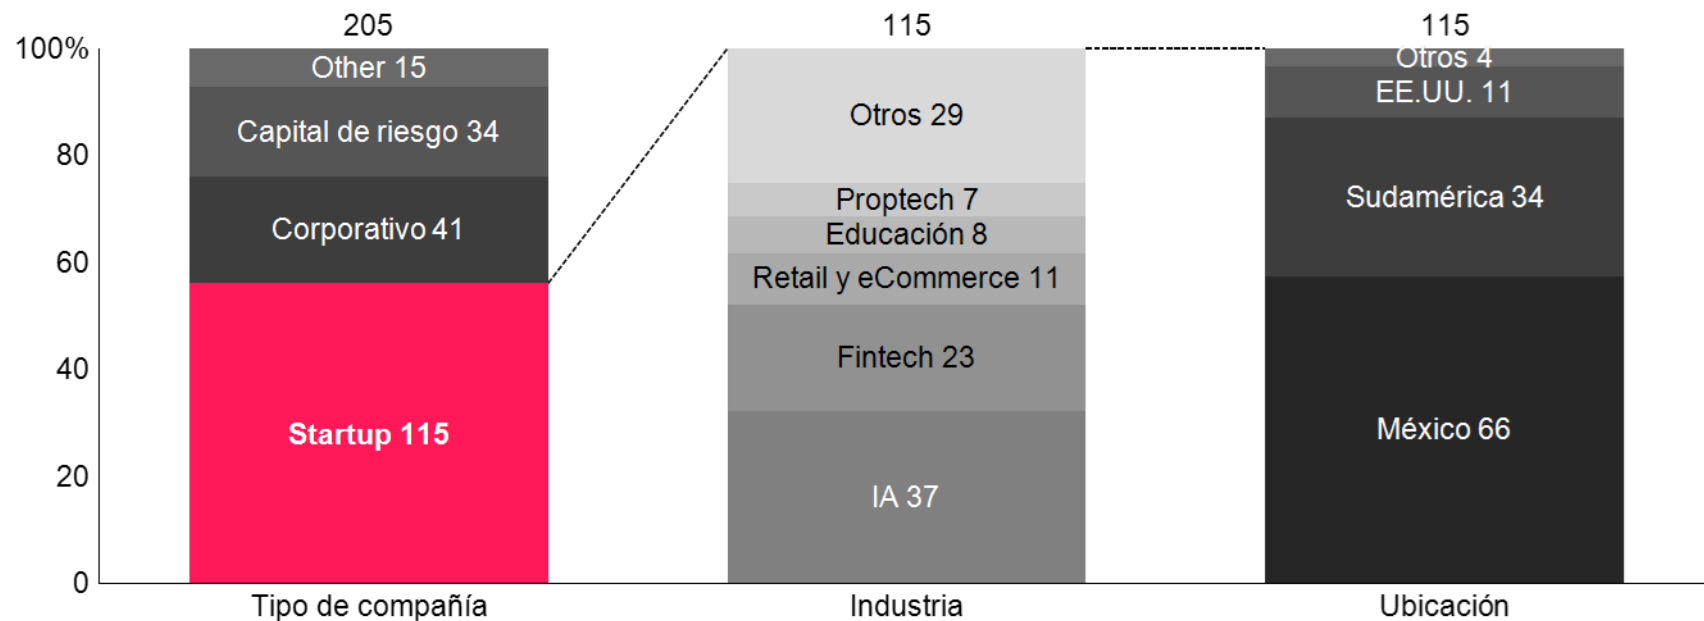 205
115
115
100%
80
60
40
20
0
Other 15
Capital de riesgo 34
Corporativo 41
Startup 115
Otros 29
Proptech 7
Educación 8
Retail y eCommerce 11
Fintech 23
IA 37
Otros 4
EE.UU. 11
Sudamérica 34
México 66
Tipo de compañía
Industria
Ubicación